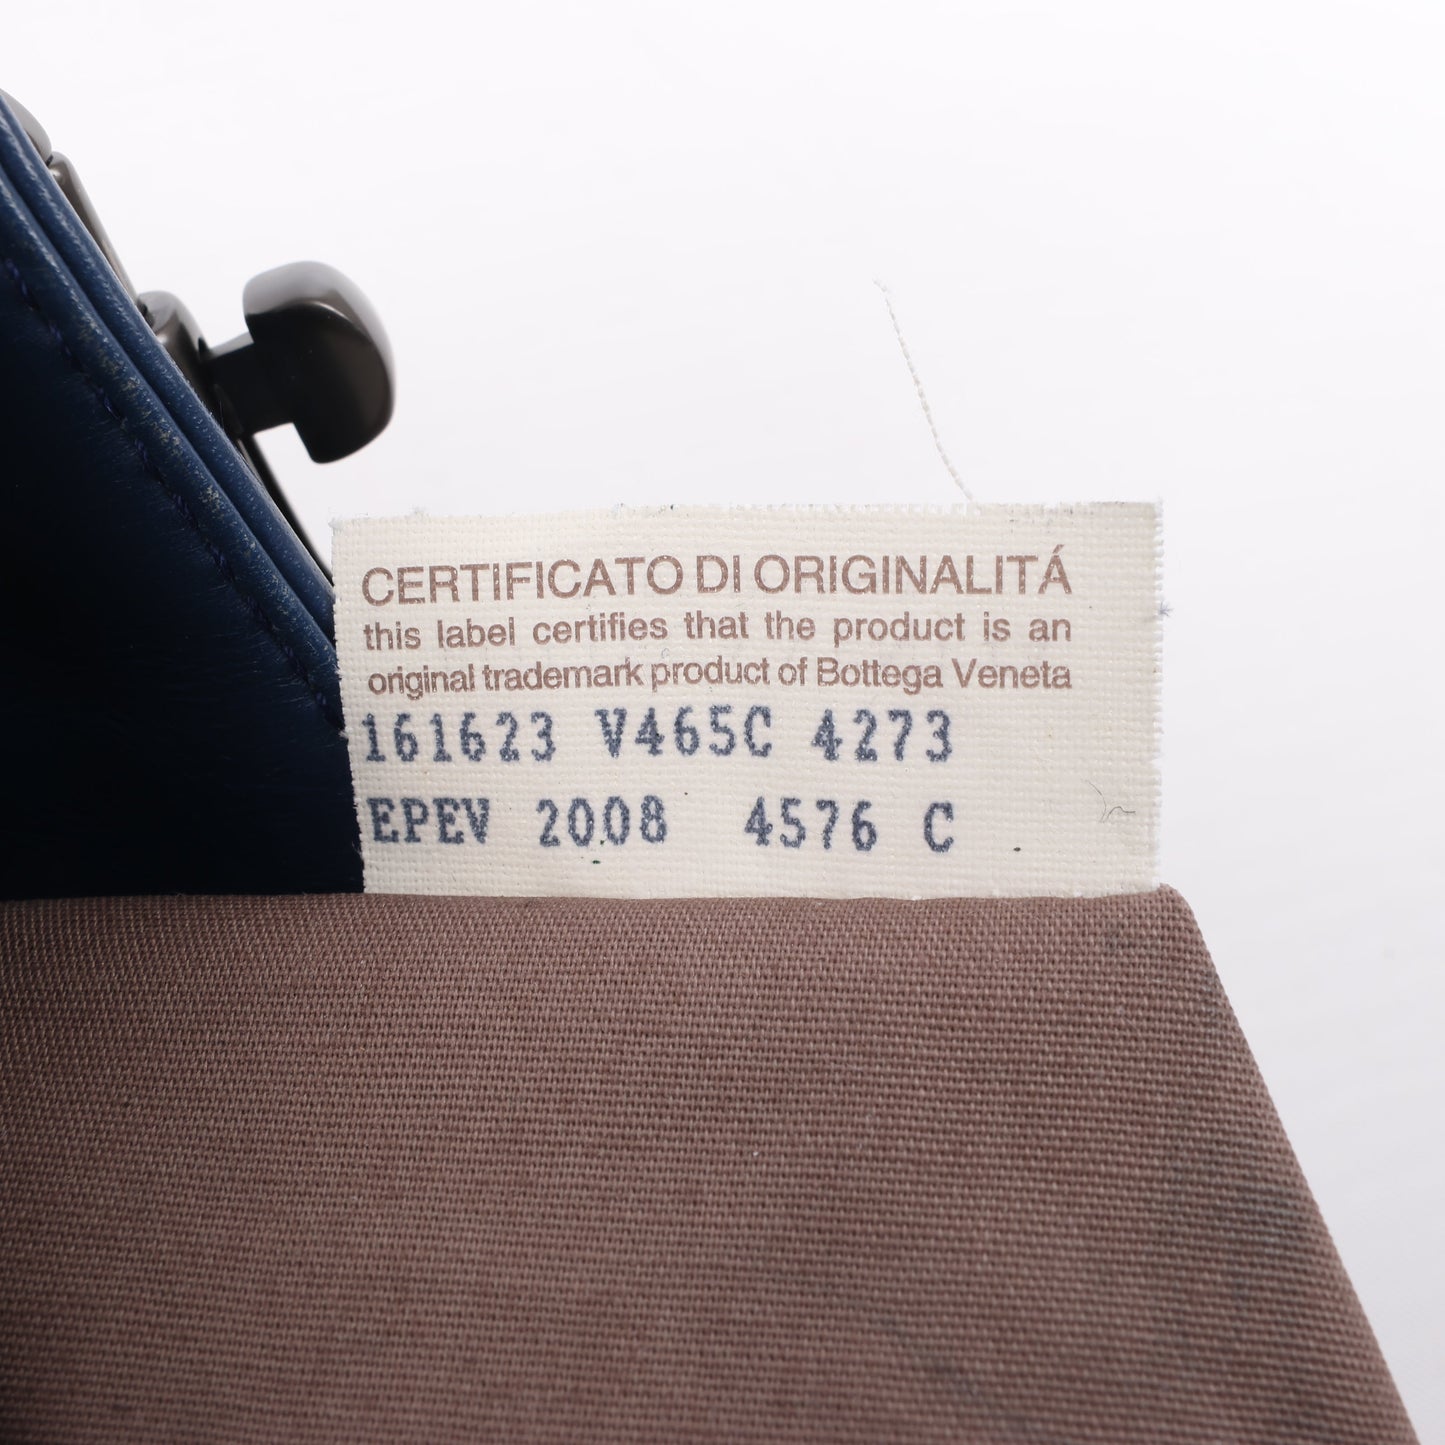 CERTIFICATO DI ORIGINALITÁ
this label certifies that the product is an
original trademark product of Bottega Veneta
161623 V465C 4273
EPEV 2008 4576 C